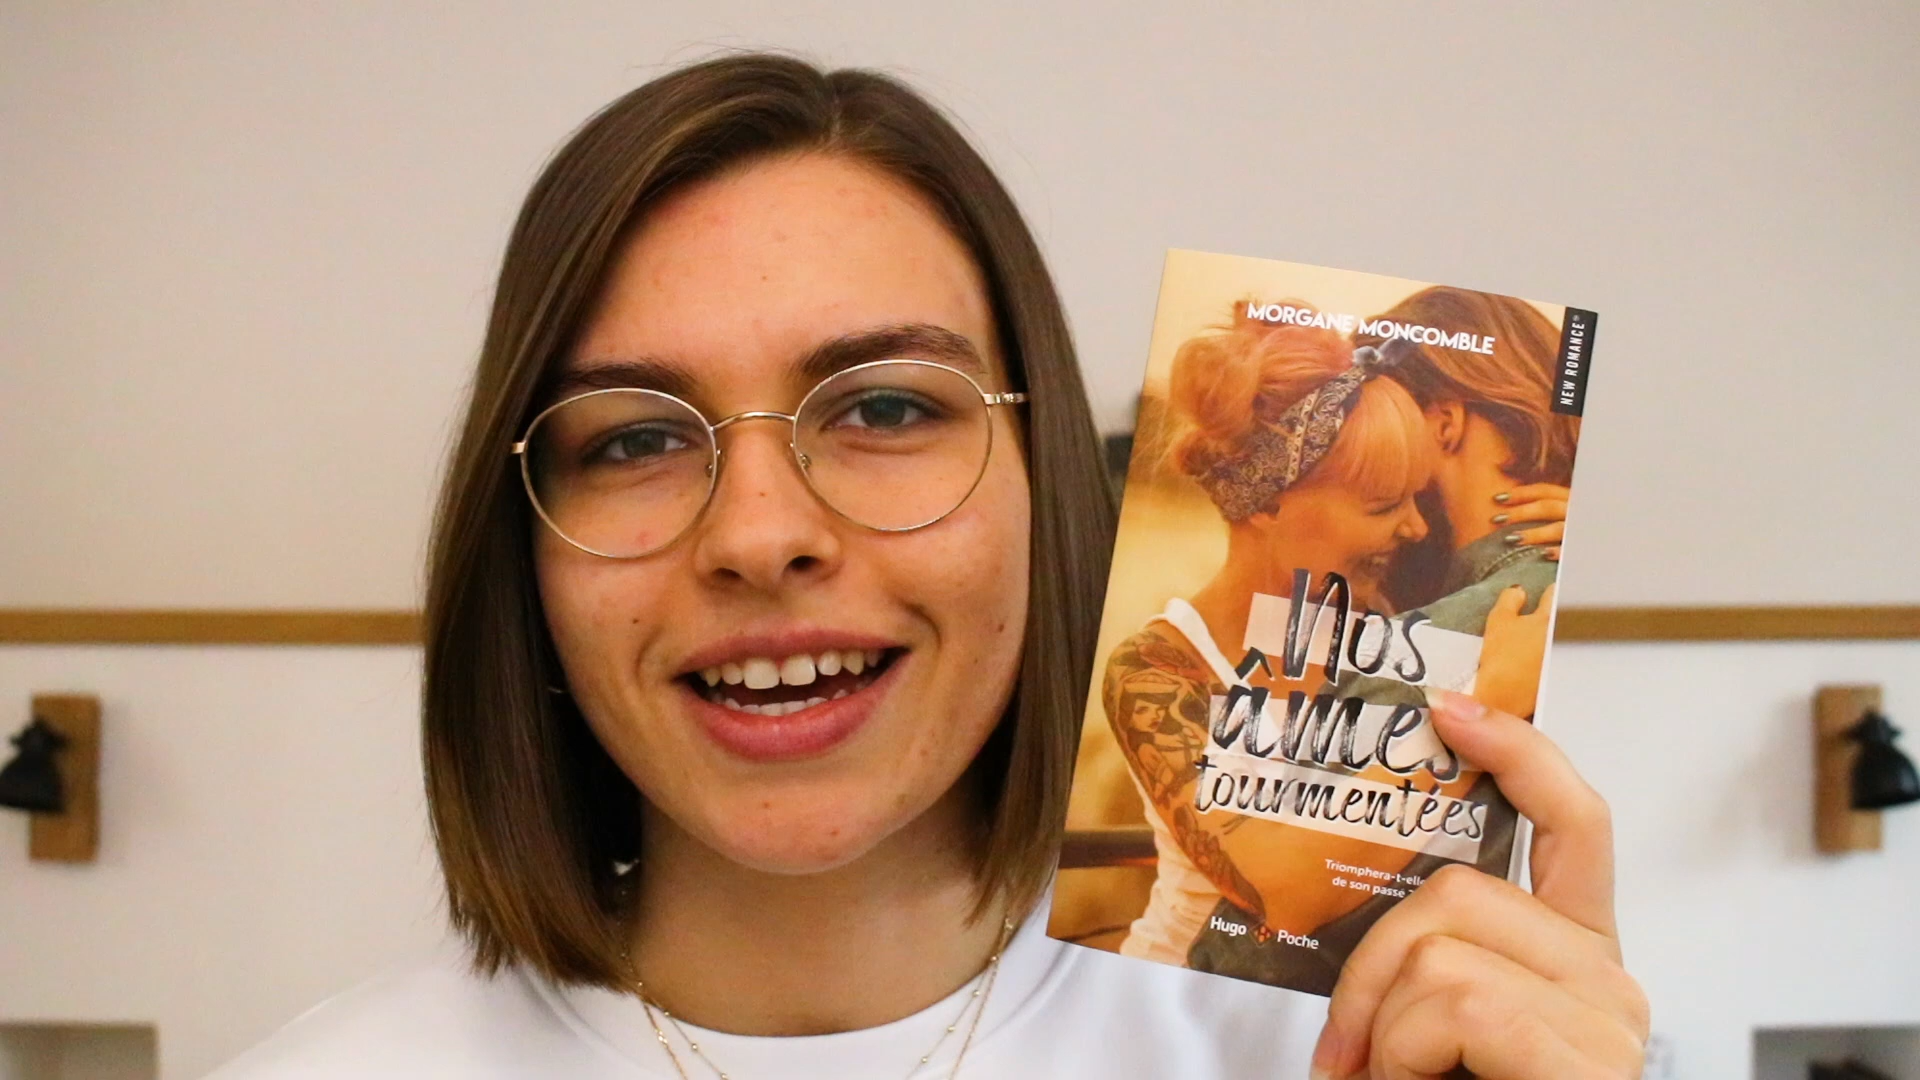 MORGANE MONCOMBLE
NEW ROMANCE®
Nos
âmes
tourmentées
Triomphera-t-elle
de son passé ?
Hugo Poche